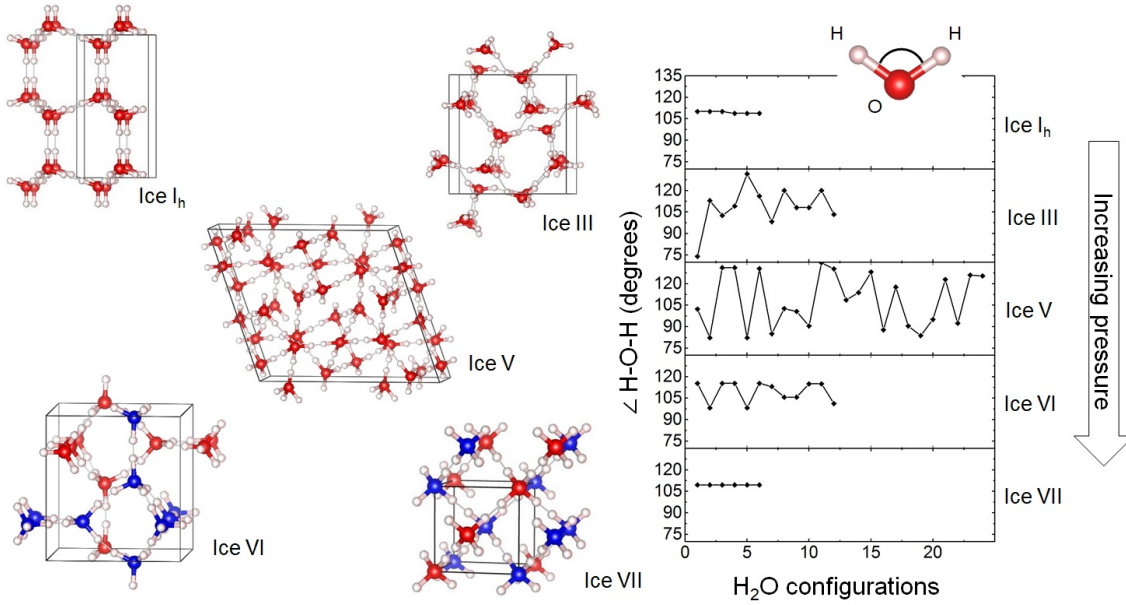 Ice I_h
Ice III
Ice V
Ice VI
Ice VII
H
H
O
∠ H-O-H (degrees)
135
120
105
90
75
Ice I_h
120
105
90
75
Ice III
120
105
90
75
Ice V
120
105
90
75
Ice VI
120
105
90
75
Ice VII
0 5 10 15 20
H₂O configurations
Increasing pressure